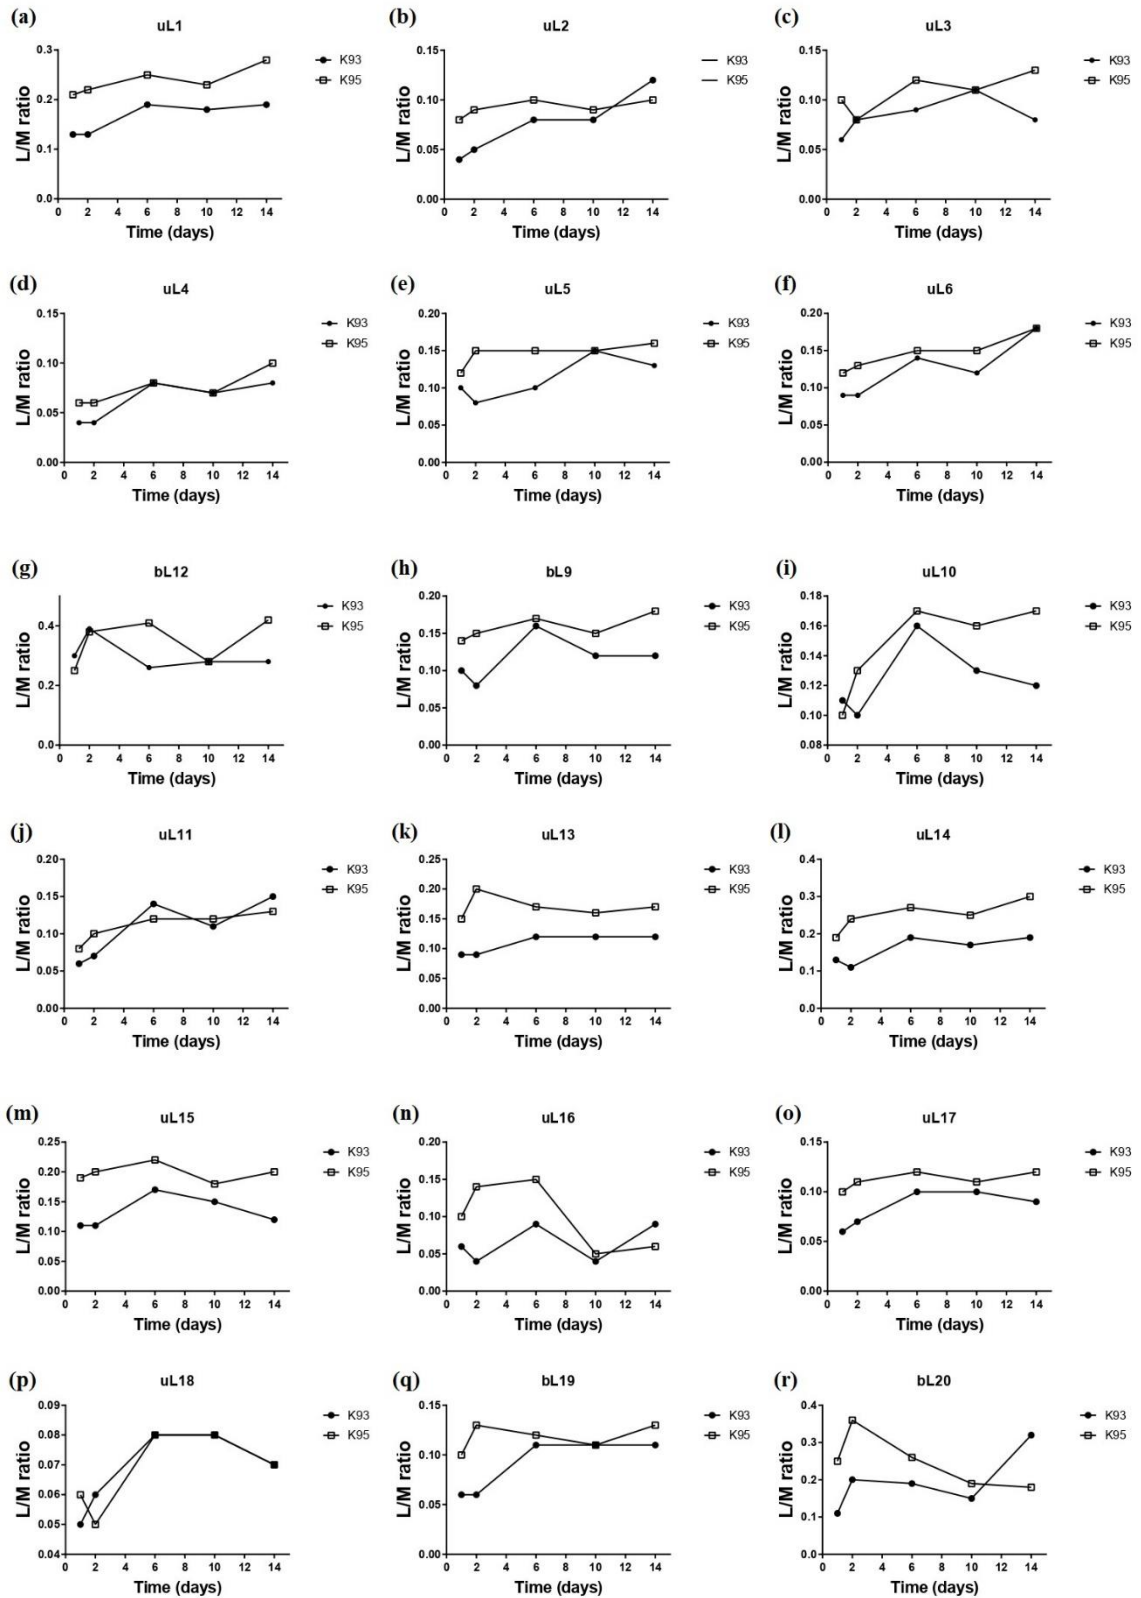 (a)
uL1
L/M ratio
0.3
0.2
0.1
0.0
0 2 4 6 8 10 12 14
Time (days)
K93
K95
(b)
uL2
L/M ratio
0.15
0.10
0.05
0.00
0 2 4 6 8 10 12 14
Time (days)
K93
K95
(c)
uL3
L/M ratio
0.15
0.10
0.05
0.00
0 2 4 6 8 10 12 14
Time (days)
K93
K95
(d)
uL4
L/M ratio
0.15
0.10
0.05
0.00
0 2 4 6 8 10 12 14
Time (days)
K93
K95
(e)
uL5
L/M ratio
0.20
0.15
0.10
0.05
0.00
0 2 4 6 8 10 12 14
Time (days)
K93
K95
(f)
uL6
L/M ratio
0.20
0.15
0.10
0.05
0.00
0 2 4 6 8 10 12 14
Time (days)
K93
K95
(g)
bL12
L/M ratio
0.4
0.2
0.0
0 2 4 6 8 10 12 14
Time (days)
K93
K95
(h)
bL9
L/M ratio
0.20
0.15
0.10
0.05
0.00
0 2 4 6 8 10 12 14
Time (days)
K93
K95
(i)
uL10
L/M ratio
0.18
0.16
0.14
0.12
0.10
0.08
0 2 4 6 8 10 12 14
Time (days)
K93
K95
(j)
uL11
L/M ratio
0.20
0.15
0.10
0.05
0.00
0 2 4 6 8 10 12 14
Time (days)
K93
K95
(k)
uL13
L/M ratio
0.25
0.20
0.15
0.10
0.05
0.00
0 2 4 6 8 10 12 14
Time (days)
K93
K95
(l)
uL14
L/M ratio
0.4
0.3
0.2
0.1
0.0
0 2 4 6 8 10 12 14
Time (days)
K93
K95
(m)
uL15
L/M ratio
0.25
0.20
0.15
0.10
0.05
0.00
0 2 4 6 8 10 12 14
Time (days)
K93
K95
(n)
uL16
L/M ratio
0.20
0.15
0.10
0.05
0.00
0 2 4 6 8 10 12 14
Time (days)
K93
K95
(o)
uL17
L/M ratio
0.15
0.10
0.05
0.00
0 2 4 6 8 10 12 14
Time (days)
K93
K95
(p)
uL18
L/M ratio
0.09
0.08
0.07
0.06
0.05
0.04
0 2 4 6 8 10 12 14
Time (days)
K93
K95
(q)
bL19
L/M ratio
0.15
0.10
0.05
0.00
0 2 4 6 8 10 12 14
Time (days)
K93
K95
(r)
bL20
L/M ratio
0.4
0.3
0.2
0.1
0.0
0 2 4 6 8 10 12 14
Time (days)
K93
K95